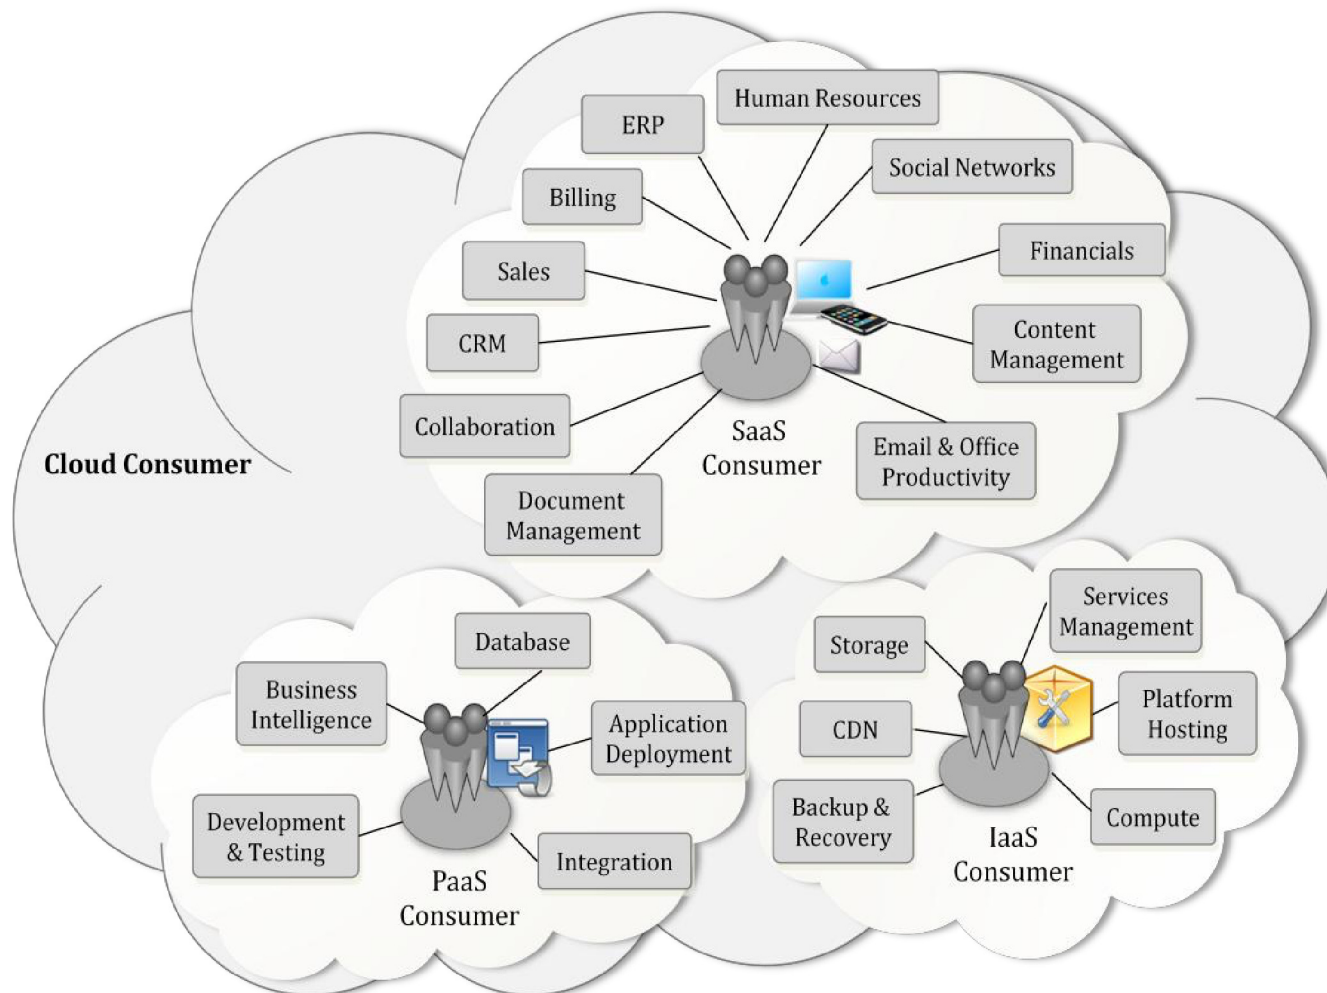 Human Resources
ERP
Social Networks
Billing
Financials
Sales
CRM
Content
Management
Collaboration
SaaS
Consumer
Email & Office
Productivity
Cloud Consumer
Document
Management
Database
Business
Intelligence
Application
Deployment
Development
& Testing
Integration
PaaS
Consumer
Services
Management
Storage
Platform
Hosting
CDN
Backup &
Recovery
Compute
IaaS
Consumer